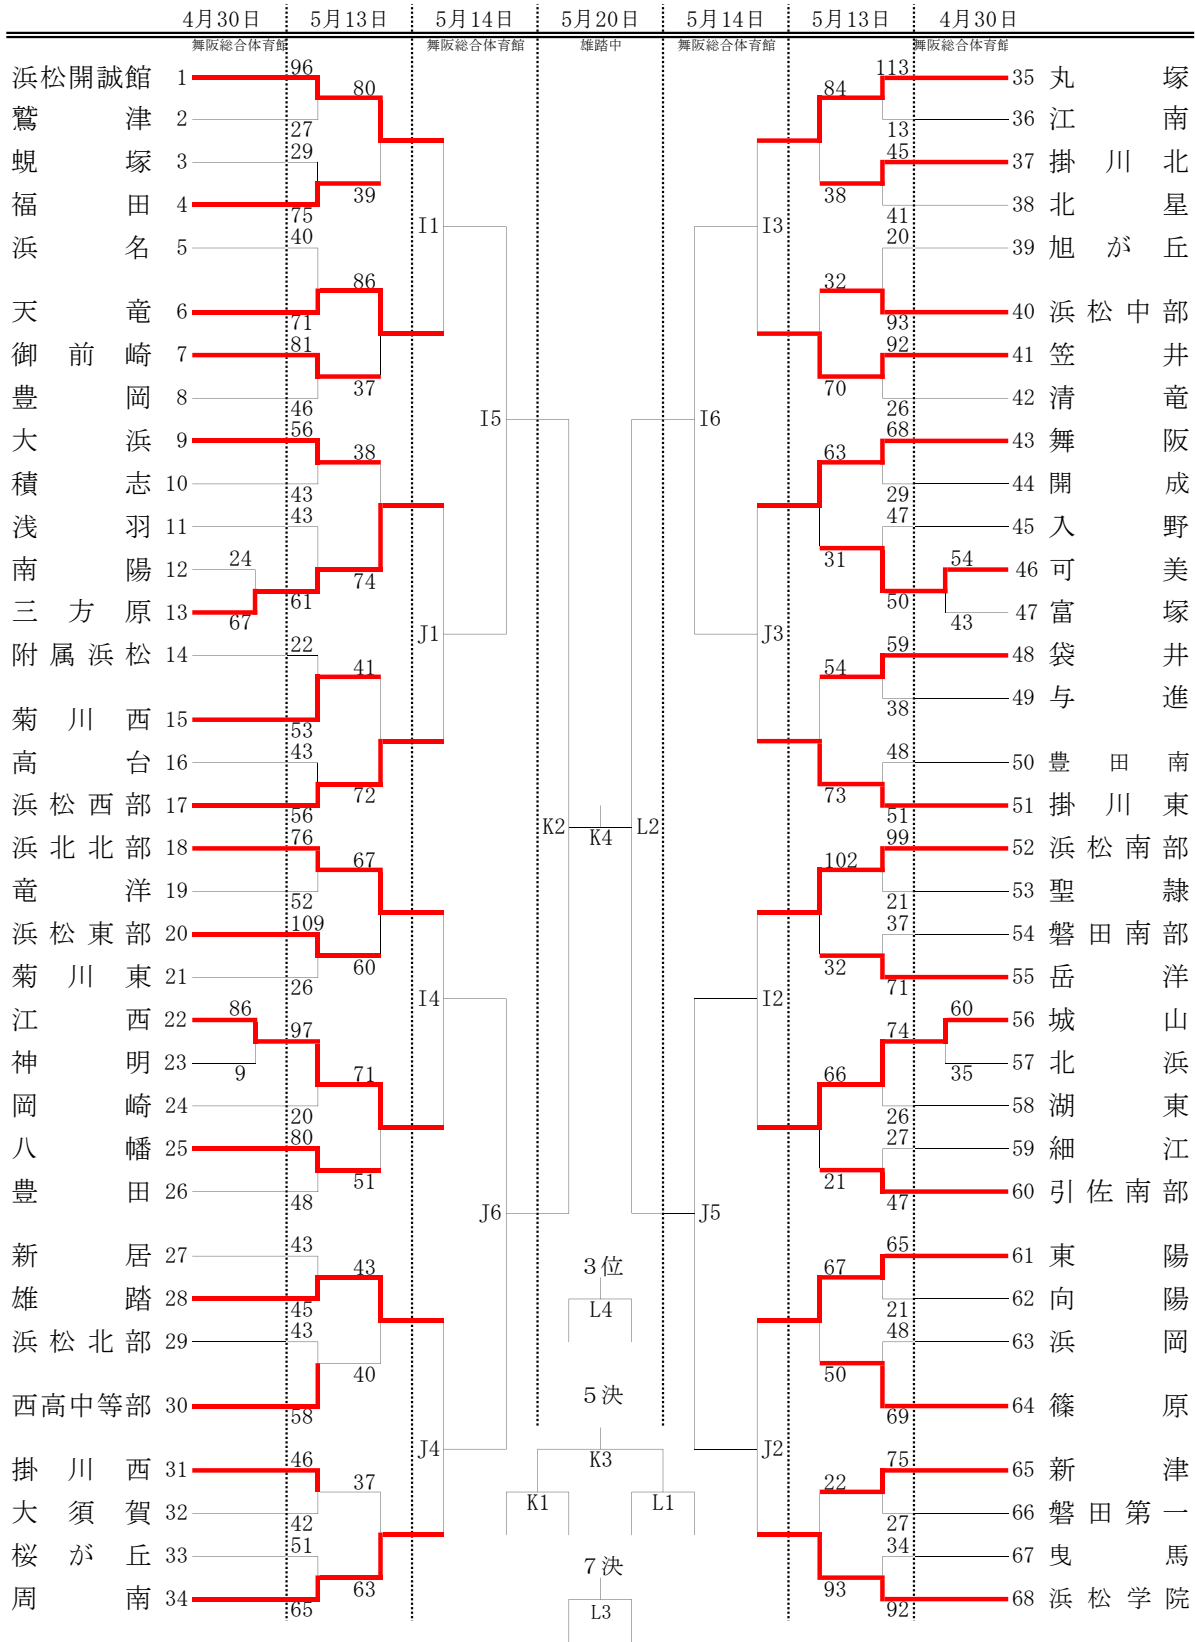 4月30日 5月13日 5月14日 5月20日 5月14日 5月13日 4月30日
舞阪総合体育館 舞阪総合体育館 雄踏中 舞阪総合体育館 舞阪総合体育館
浜松開誠館 1 96 80 84 113 35 丸塚
鷲津 2 27 13 36 江南
蜆塚 3 29 45 37 掛川北
福田 4 75 39 38 41 38 北星
I1 I3
浜名 5 40 20 39 旭が丘
86 32
天竜 6 71 93 40 浜松中部
御前崎 7 81 37 70 92 41 笠井
豊岡 8 46 26 42 清竜
I5 I6
大浜 9 56 38 63 68 43 舞阪
積志 10 43 29 44 開成
浅羽 11 43 47 45 入野
南陽 12 24 74 31 54 46 可美
三方原 13 67 61 50 43 47 富塚
J1 J3
附属浜松 14 22 41 54 59 48 袋井
38 49 与進
菊川西 15 53
高台 16 43 48 50 豊田南
浜松西部 17 56 72 73 51 51 掛川東
K2 K4 L2
浜北北部 18 76 67 102 99 52 浜松南部
竜洋 19 52 21 53 聖隷
浜松東部 20 109 37 54 磐田南部
菊川東 21 26 60 32 71 55 岳洋
I4 I2
江西 22 86 97 74 60 56 城山
神明 23 9 71 66 35 57 北浜
岡崎 24 20 26 58 湖東
八幡 25 80 27 59 細江
豊田 26 48 51 21 47 60 引佐南部
J6 J5
新居 27 43 43 67 65 61 東陽
3位
雄踏 28 45 21 62 向陽
L4
浜松北部 29 43 48 63 浜岡
40 50
西高中等部 30 58 69 64 篠原
5決
J4 K3 J2
掛川西 31 46 37 22 75 65 新津
K1 L1
大須賀 32 42 27 66 磐田第一
桜が丘 33 51 34 67 曳馬
7決
周南 34 65 63 93 92 68 浜松学院
L3